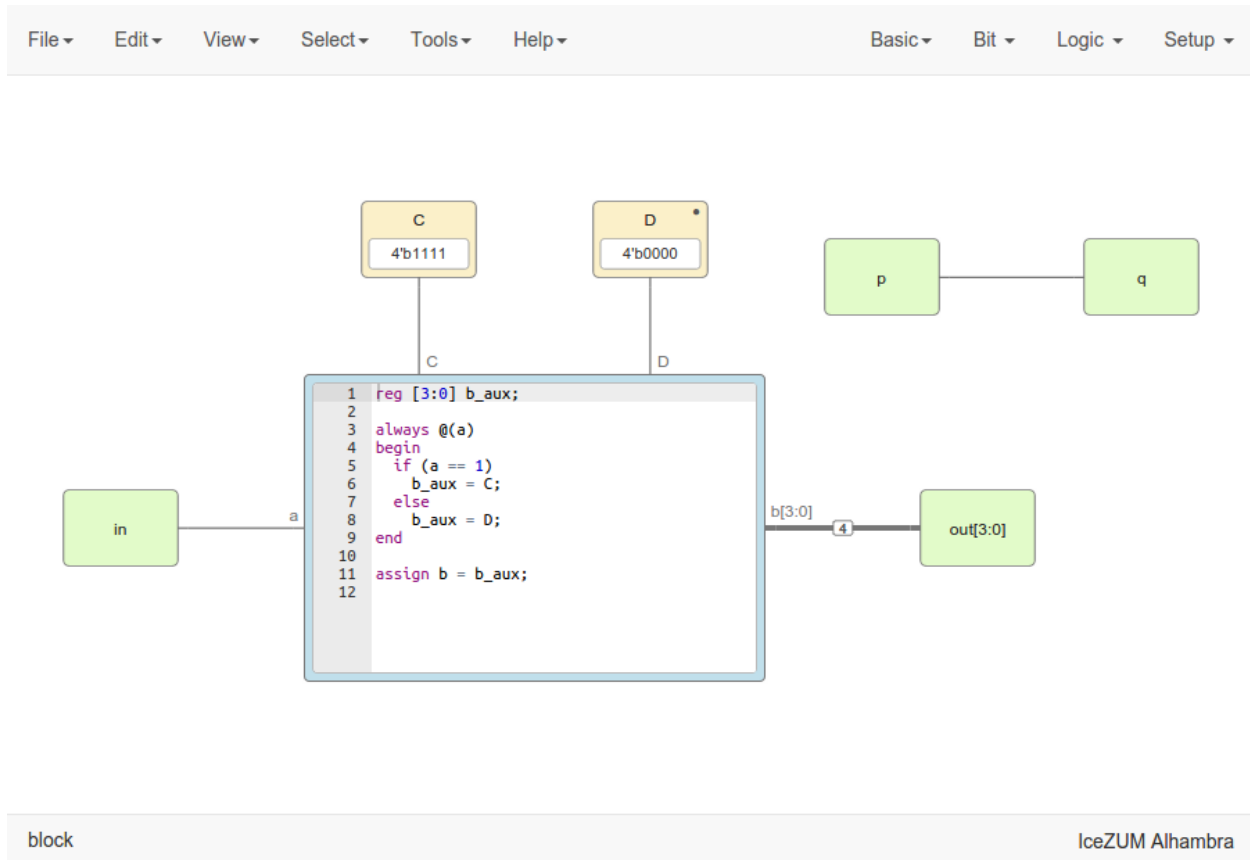 File Edit View Select Tools Help Basic Bit Logic Setup
C
4'b1111
D
4'b0000
p
q
C
D
1 reg [3:0] b_aux;
2
3 always @(a)
4 begin
5   if (a == 1)
6     b_aux = C;
7   else
8     b_aux = D;
9 end
10
11 assign b = b_aux;
12
in
a
b[3:0]
4
out[3:0]
block
IceZUM Alhambra